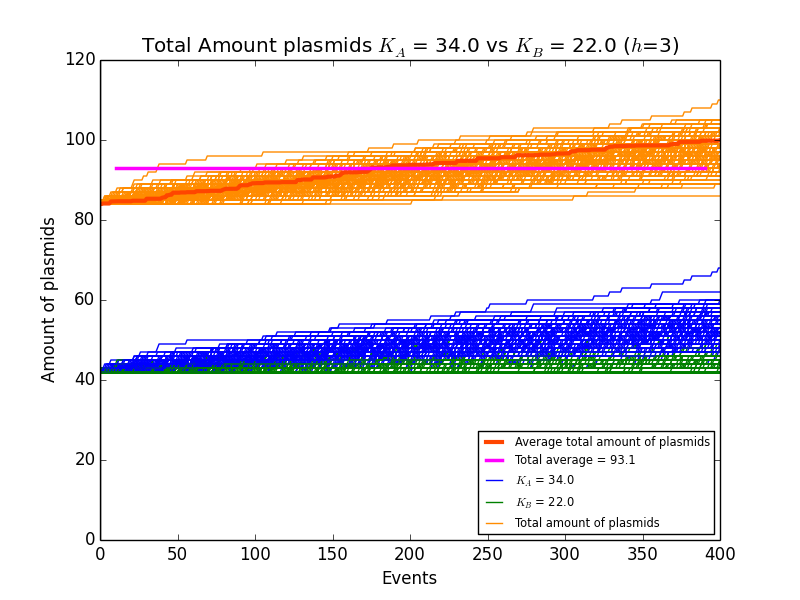 Total Amount plasmids K_A = 34.0 vs K_B = 22.0 (h=3)
120
100
80
60
40
20
0
Amount of plasmids
0 50 100 150 200 250 300 350 400
Events
Average total amount of plasmids
Total average = 93.1
K_A = 34.0
K_B = 22.0
Total amount of plasmids